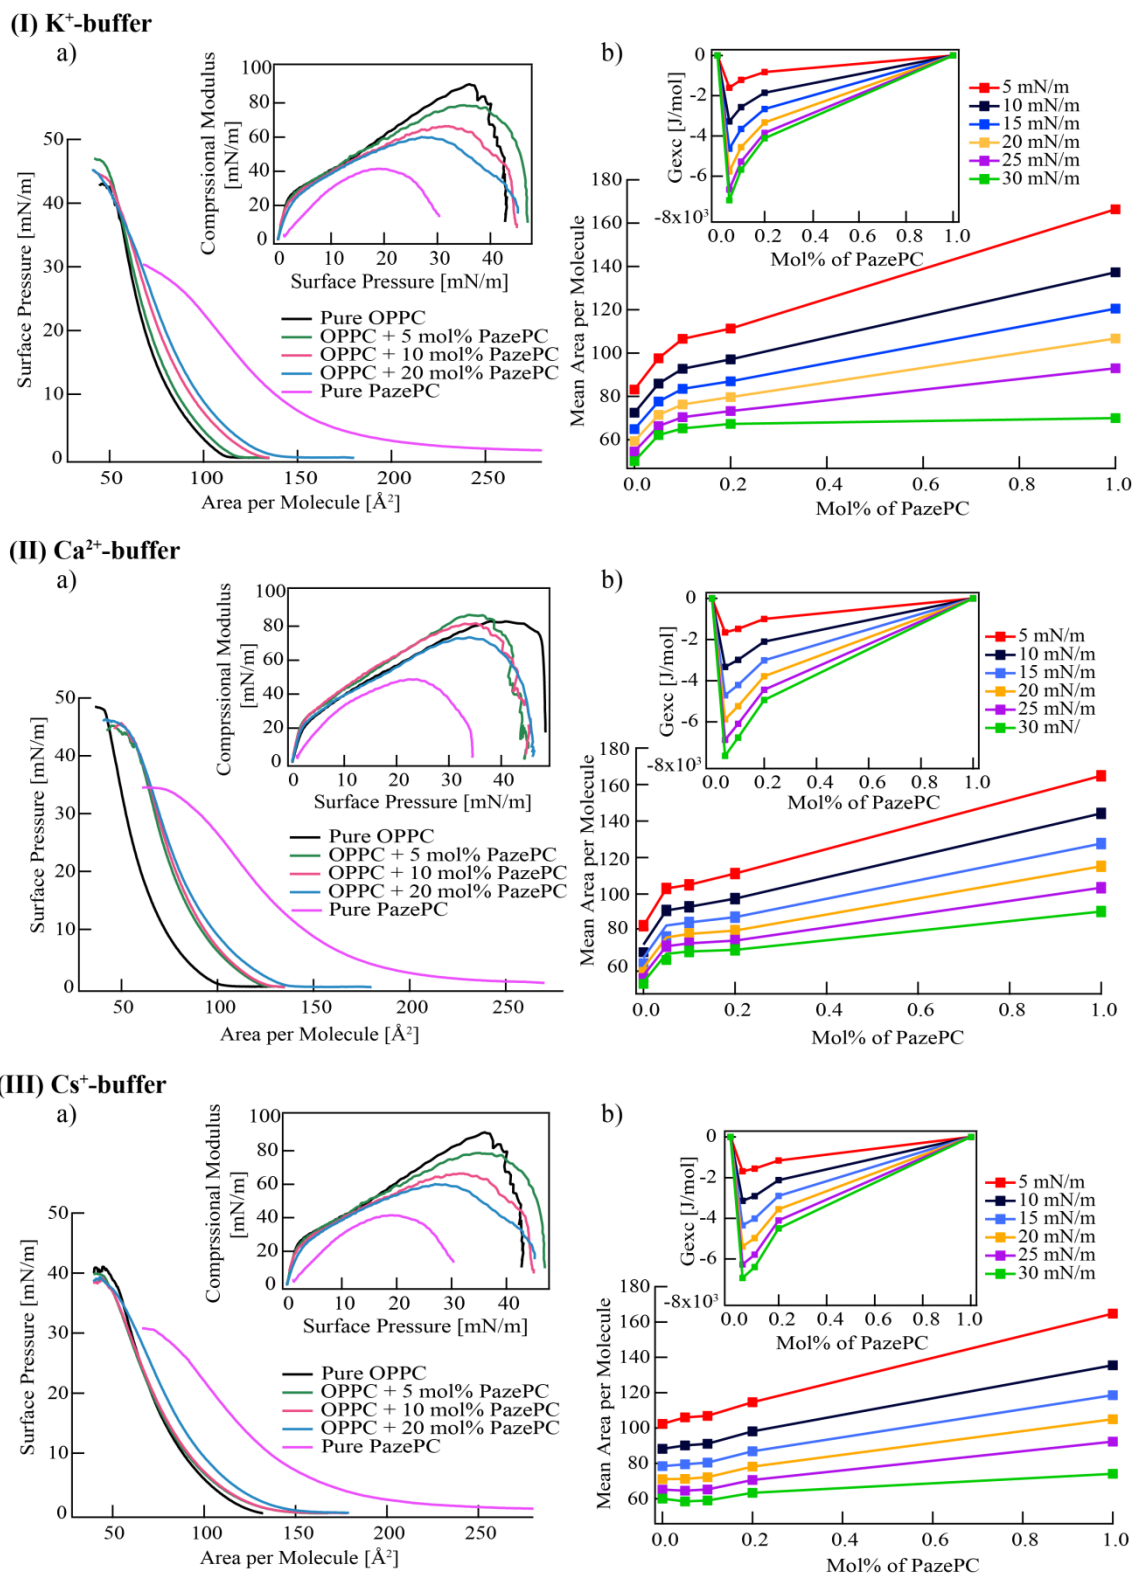 (I) K⁺-buffer
a)
b)
Comprssional Modulus
[mN/m]
100
80
60
40
20
0
0 10 20 30 40
Surface Pressure [mN/m]
Surface Pressure [mN/m]
50
40
30
20
10
0
50 100 150 200 250
Area per Molecule [Å²]
Pure OPPC
OPPC + 5 mol% PazePC
OPPC + 10 mol% PazePC
OPPC + 20 mol% PazePC
Pure PazePC
Gexc [J/mol]
0
-2
-4
-6
-8x10³
0.0 0.2 0.4 0.6 0.8 1.0
Mol% of PazePC
5 mN/m
10 mN/m
15 mN/m
20 mN/m
25 mN/m
30 mN/m
Mean Area per Molecule
180
160
140
120
100
80
60
0.0 0.2 0.4 0.6 0.8 1.0
Mol% of PazePC
(II) Ca²⁺-buffer
a)
b)
Comprssional Modulus
[mN/m]
100
80
60
40
20
0
0 10 20 30 40
Surface Pressure [mN/m]
Surface Pressure [mN/m]
50
40
30
20
10
0
50 100 150 200 250
Area per Molecule [Å²]
Pure OPPC
OPPC + 5 mol% PazePC
OPPC + 10 mol% PazePC
OPPC + 20 mol% PazePC
Pure PazePC
Gexc [J/mol]
0
-2
-4
-6
-8x10³
0.0 0.2 0.4 0.6 0.8 1.0
Mol% of PazePC
5 mN/m
10 mN/m
15 mN/m
20 mN/m
25 mN/m
30 mN/
Mean Area per Molecule
180
160
140
120
100
80
60
0.0 0.2 0.4 0.6 0.8 1.0
Mol% of PazePC
(III) Cs⁺-buffer
a)
b)
Comprssional Modulus
[mN/m]
100
80
60
40
20
0
0 10 20 30 40
Surface Pressure [mN/m]
Surface Pressure [mN/m]
50
40
30
20
10
0
50 100 150 200 250
Area per Molecule [Å²]
Pure OPPC
OPPC + 5 mol% PazePC
OPPC + 10 mol% PazePC
OPPC + 20 mol% PazePC
Pure PazePC
Gexc [J/mol]
0
-2
-4
-6
-8x10³
0.0 0.2 0.4 0.6 0.8 1.0
Mol% of PazePC
5 mN/m
10 mN/m
15 mN/m
20 mN/m
25 mN/m
30 mN/m
Mean Area per Molecule
180
160
140
120
100
80
60
0.0 0.2 0.4 0.6 0.8 1.0
Mol% of PazePC